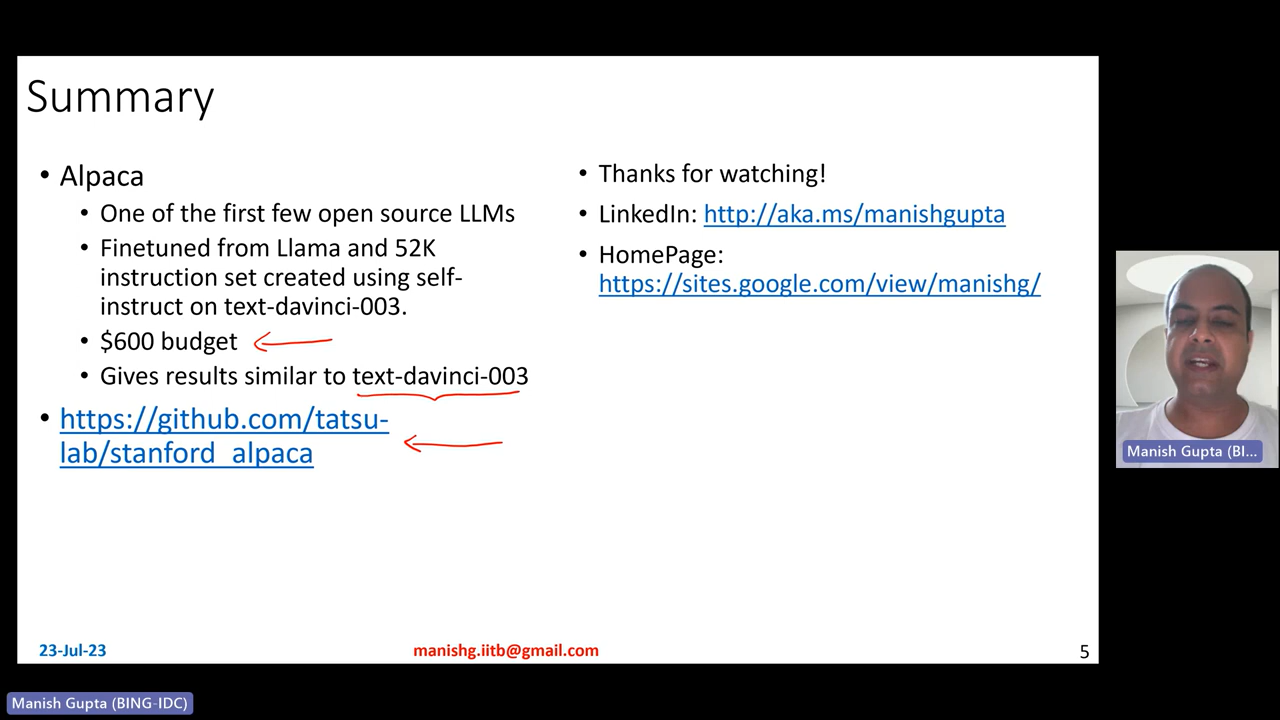 Summary
• Alpaca
• One of the first few open source LLMs
• Finetuned from Llama and 52K
instruction set created using self-
instruct on text-davinci-003.
• $600 budget
• Gives results similar to text-davinci-003
• https://github.com/tatsu-
lab/stanford_alpaca
• Thanks for watching!
• LinkedIn: http://aka.ms/manishgupta
• HomePage:
https://sites.google.com/view/manishg/
Manish Gupta (BI...
23-Jul-23
manishg.iitb@gmail.com
5
Manish Gupta (BING-IDC)